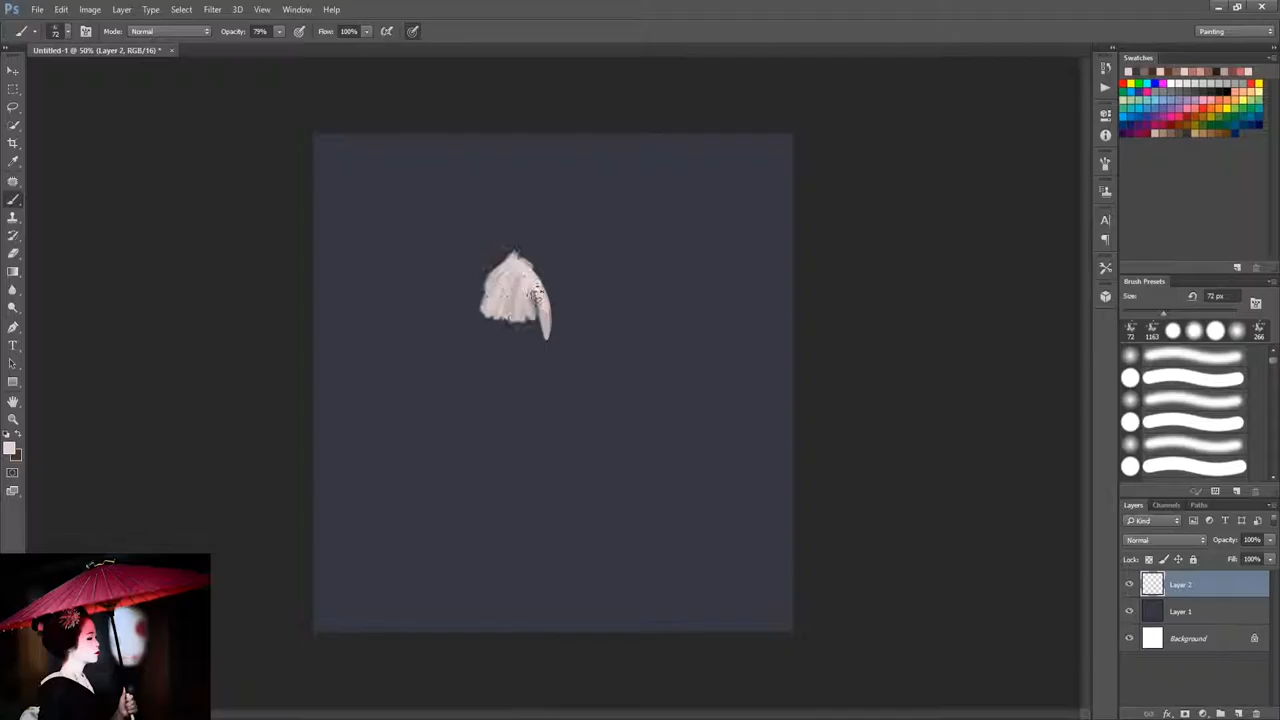 Ps File Edit Image Layer Type Select Filter 3D View Window Help
72 Mode: Normal Opacity: 79% Flow: 100% Painting
Untitled-1 @ 50% (Layer 2, RGB/16) * ×
Swatches
Brush Presets
Size: 72 px
72 1163 266
Layers Channels Paths
Kind
Normal Opacity: 100%
Lock: Fill: 100%
Layer 2
Layer 1
Background